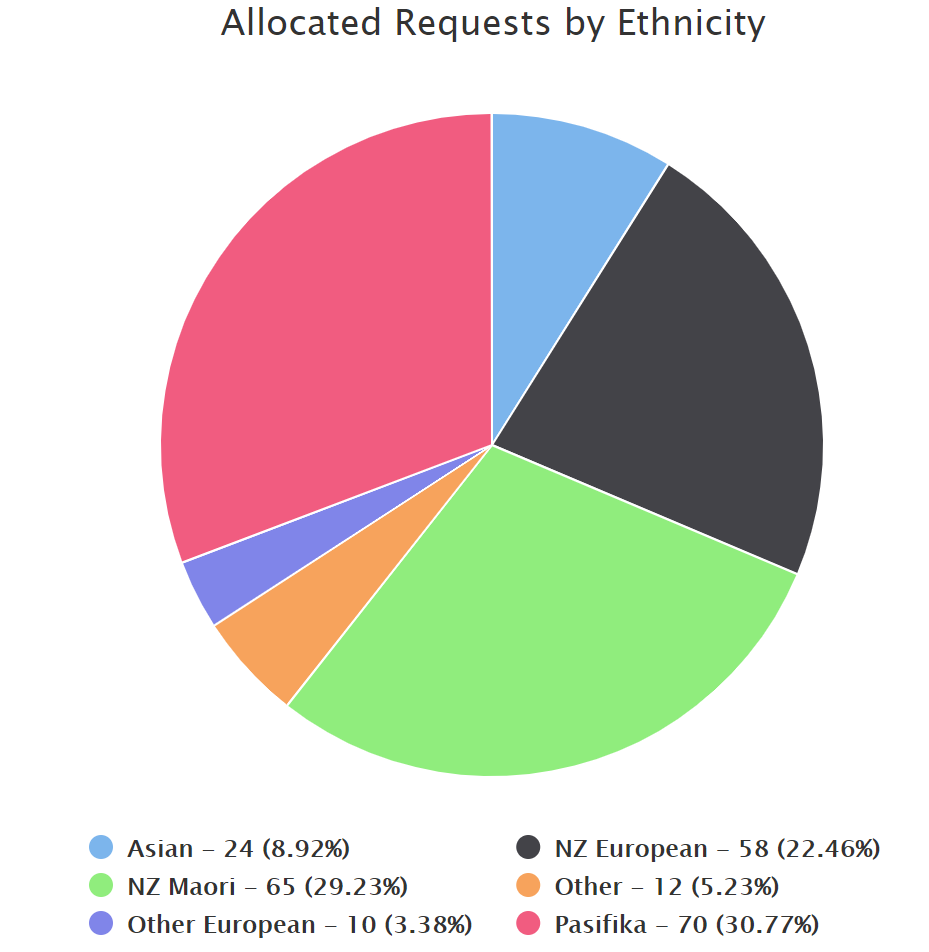 Allocated Requests by Ethnicity
Asian – 24 (8.92%)
NZ European – 58 (22.46%)
NZ Maori – 65 (29.23%)
Other – 12 (5.23%)
Other European – 10 (3.38%)
Pasifika – 70 (30.77%)